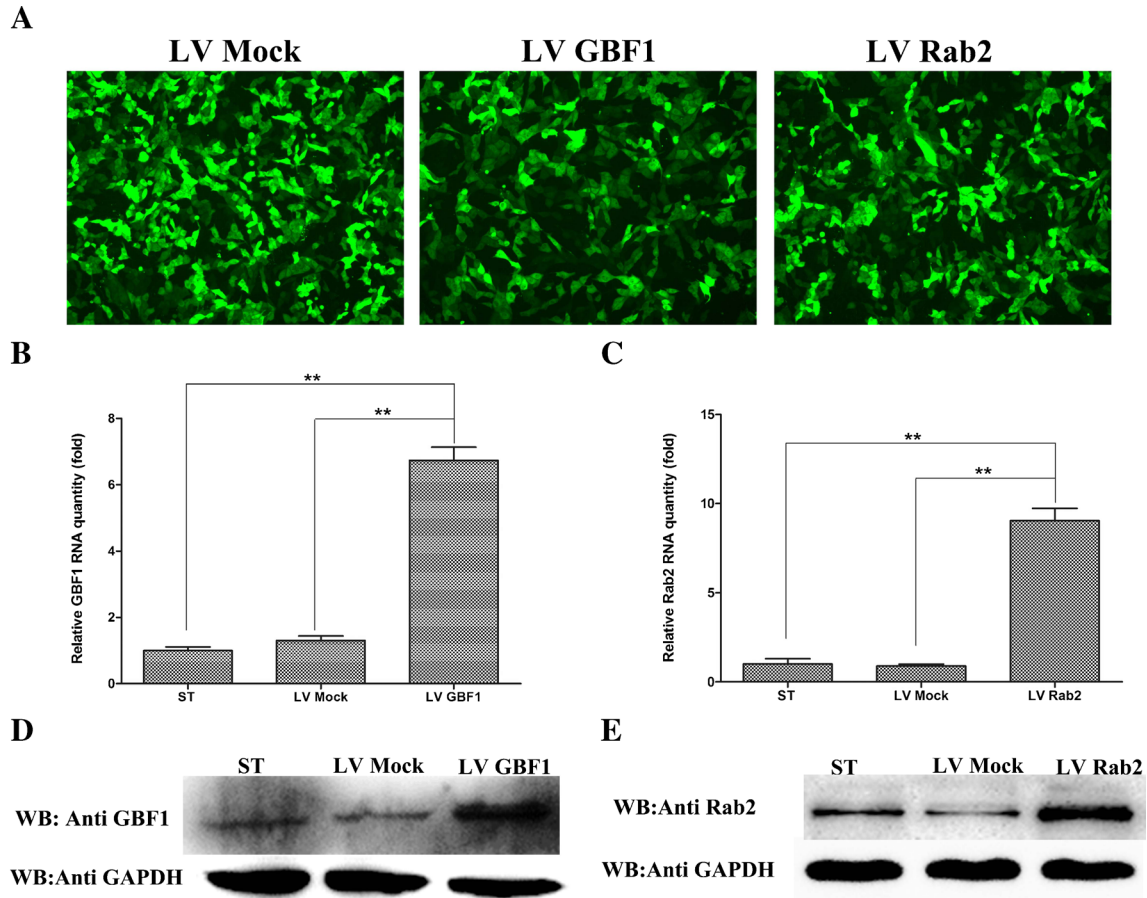 A
LV Mock LV GBF1 LV Rab2
B
C
**
**
8
6
4
2
0
Relative GBF1 RNA quantity (fold)
ST LV Mock LV GBF1
**
**
15
10
5
0
Relative Rab2 RNA quantity (fold)
ST LV Mock LV Rab2
D
E
ST LV Mock LV GBF1
WB: Anti GBF1
WB:Anti GAPDH
ST LV Mock LV Rab2
WB:Anti Rab2
WB:Anti GAPDH